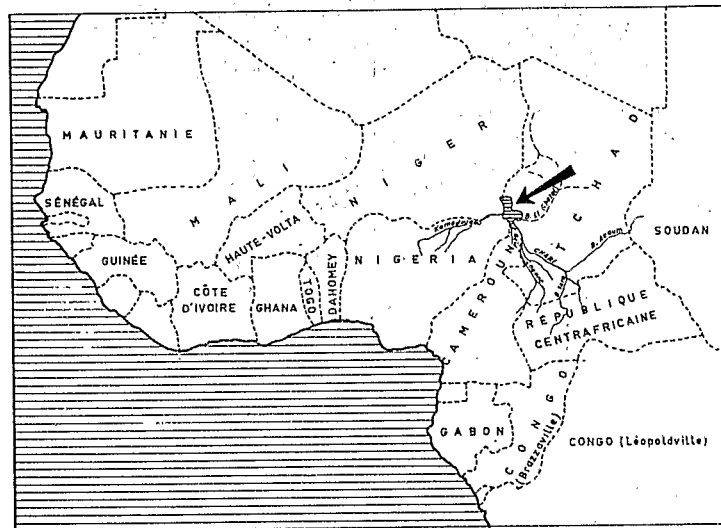 MAURITANIE
MALI
NIGER
TCHAD
SÉNÉGAL
SOUDAN
HAUTE-VOLTA
GUINÉE
NIGERIA
CÔTE
D'IVOIRE
GHANA
TOGO
DAHOMEY
CAMEROUN
CHARI
RÉPUBLIQUE
CENTRAFRICAINE
GABON
CONGO
(Brazzaville)
CONGO (Léopoldville)